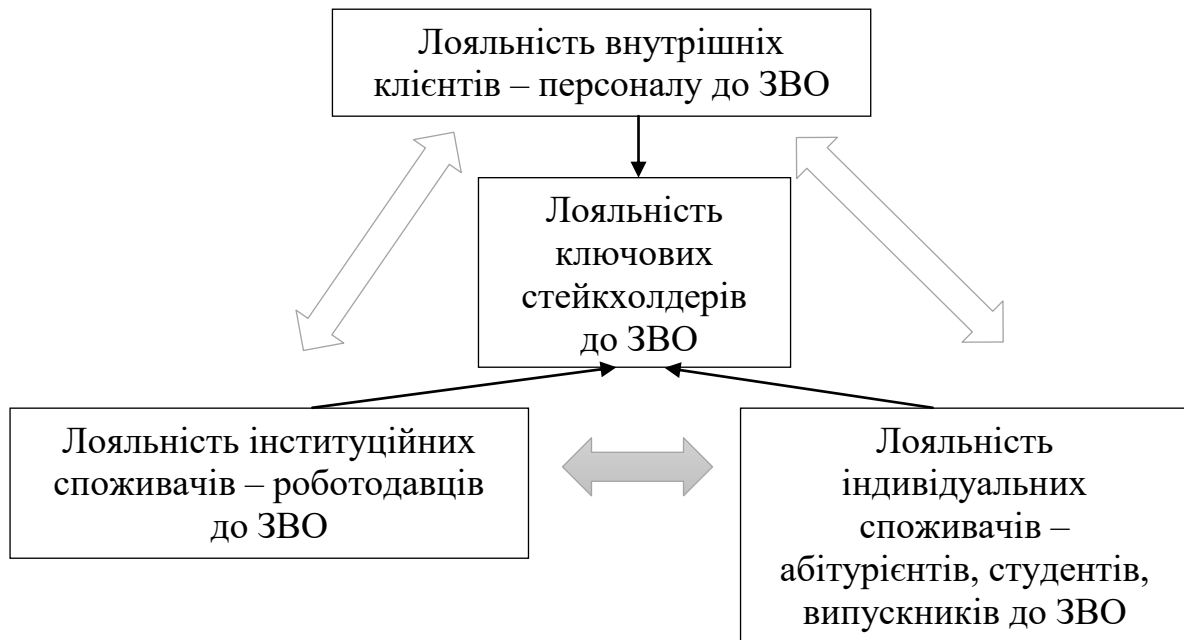 Лояльність внутрішніх
клієнтів – персоналу до ЗВО
Лояльність
ключових
стейкхолдерів
до ЗВО
Лояльність інституційних
споживачів – роботодавців
до ЗВО
Лояльність
індивідуальних
споживачів –
абітурієнтів, студентів,
випускників до ЗВО